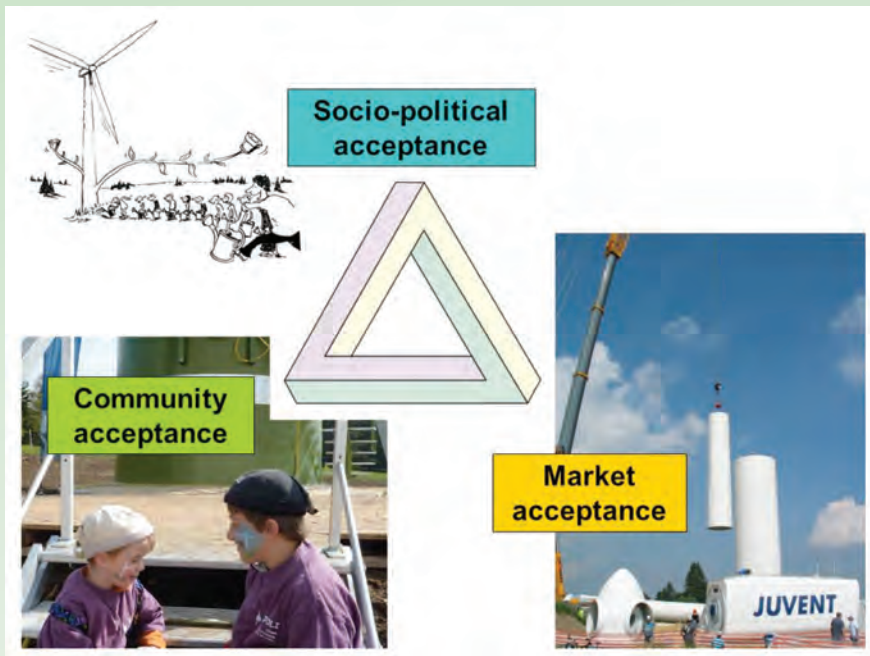 Socio-political
acceptance
Community
acceptance
Market
acceptance
JUVENT